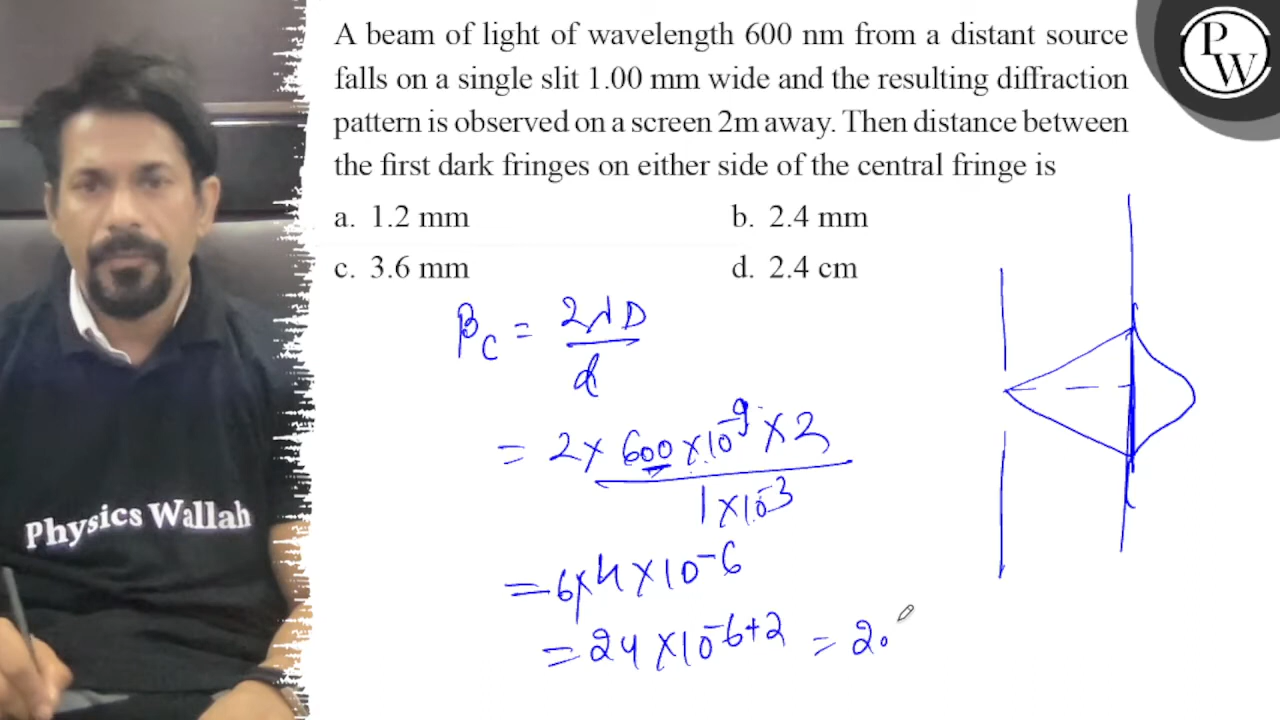 A beam of light of wavelength 600 nm from a distant source
falls on a single slit 1.00 mm wide and the resulting diffraction
pattern is observed on a screen 2m away. Then distance between
the first dark fringes on either side of the central fringe is
a. 1.2 mm
b. 2.4 mm
c. 3.6 mm
d. 2.4 cm
βc = 2λD
d
= 2 × 600 × 10⁻⁹ × 2
1 × 10⁻³
= 6 × 4 × 10⁻⁶
= 24 × 10⁻⁶⁺² = 2.
PW
Physics Wallah